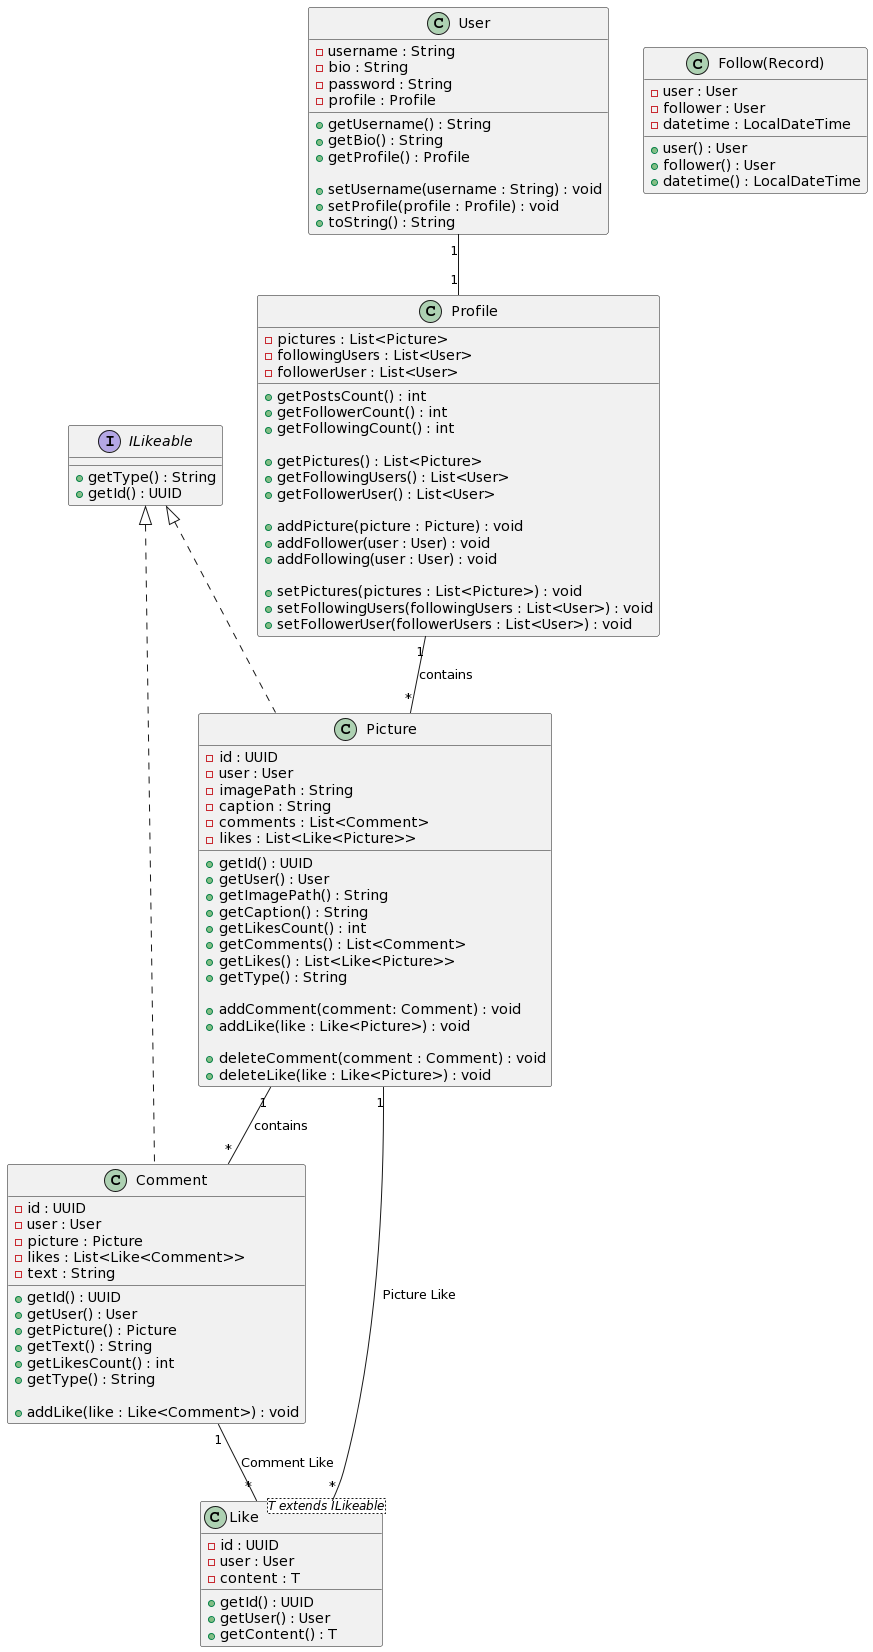 C User
username : String
bio : String
password : String
profile : Profile
getUsername() : String
getBio() : String
getProfile() : Profile
setUsername(username : String) : void
setProfile(profile : Profile) : void
toString() : String
C Follow(Record)
user : User
follower : User
datetime : LocalDateTime
user() : User
follower() : User
datetime() : LocalDateTime
1
1
C Profile
pictures : List<Picture>
followingUsers : List<User>
followerUser : List<User>
getPostsCount() : int
getFollowerCount() : int
getFollowingCount() : int
getPictures() : List<Picture>
getFollowingUsers() : List<User>
getFollowerUser() : List<User>
addPicture(picture : Picture) : void
addFollower(user : User) : void
addFollowing(user : User) : void
setPictures(pictures : List<Picture>) : void
setFollowingUsers(followingUsers : List<User>) : void
setFollowerUser(followerUsers : List<User>) : void
I ILikeable
getType() : String
getId() : UUID
1
contains
*
C Picture
id : UUID
user : User
imagePath : String
caption : String
comments : List<Comment>
likes : List<Like<Picture>>
getId() : UUID
getUser() : User
getImagePath() : String
getCaption() : String
getLikesCount() : int
getComments() : List<Comment>
getLikes() : List<Like<Picture>>
getType() : String
addComment(comment: Comment) : void
addLike(like : Like<Picture>) : void
deleteComment(comment : Comment) : void
deleteLike(like : Like<Picture>) : void
1
contains
*
1
Picture Like
*
C Comment
id : UUID
user : User
picture : Picture
likes : List<Like<Comment>>
text : String
getId() : UUID
getUser() : User
getPicture() : Picture
getText() : String
getLikesCount() : int
getType() : String
addLike(like : Like<Comment>) : void
1
Comment Like
*
T extends ILikeable
C Like
id : UUID
user : User
content : T
getId() : UUID
getUser() : User
getContent() : T